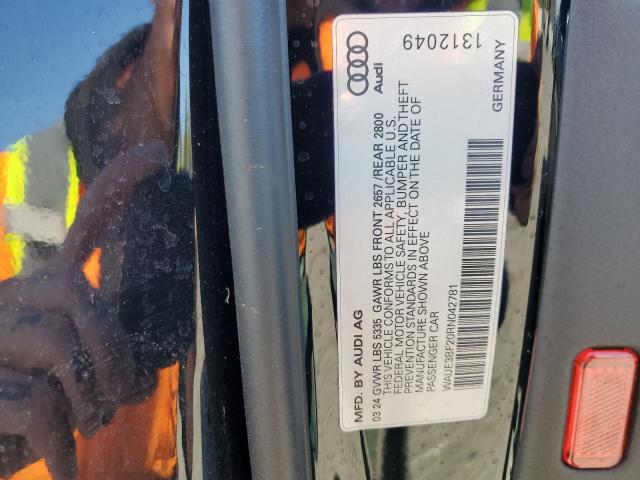 1312049
Audi
GERMANY
MFD. BY AUDI AG
03 24 GVWR LBS 5335 GAWR LBS FRONT 2657 /REAR 2800
THIS VEHICLE CONFORMS TO ALL APPLICABLE U.S.
FEDERAL MOTOR VEHICLE SAFETY, BUMPER AND THEFT
PREVENTION STANDARDS IN EFFECT ON THE DATE OF
MANUFACTURE SHOWN ABOVE
PASSENGER CAR
WAUE3BF20RN042781